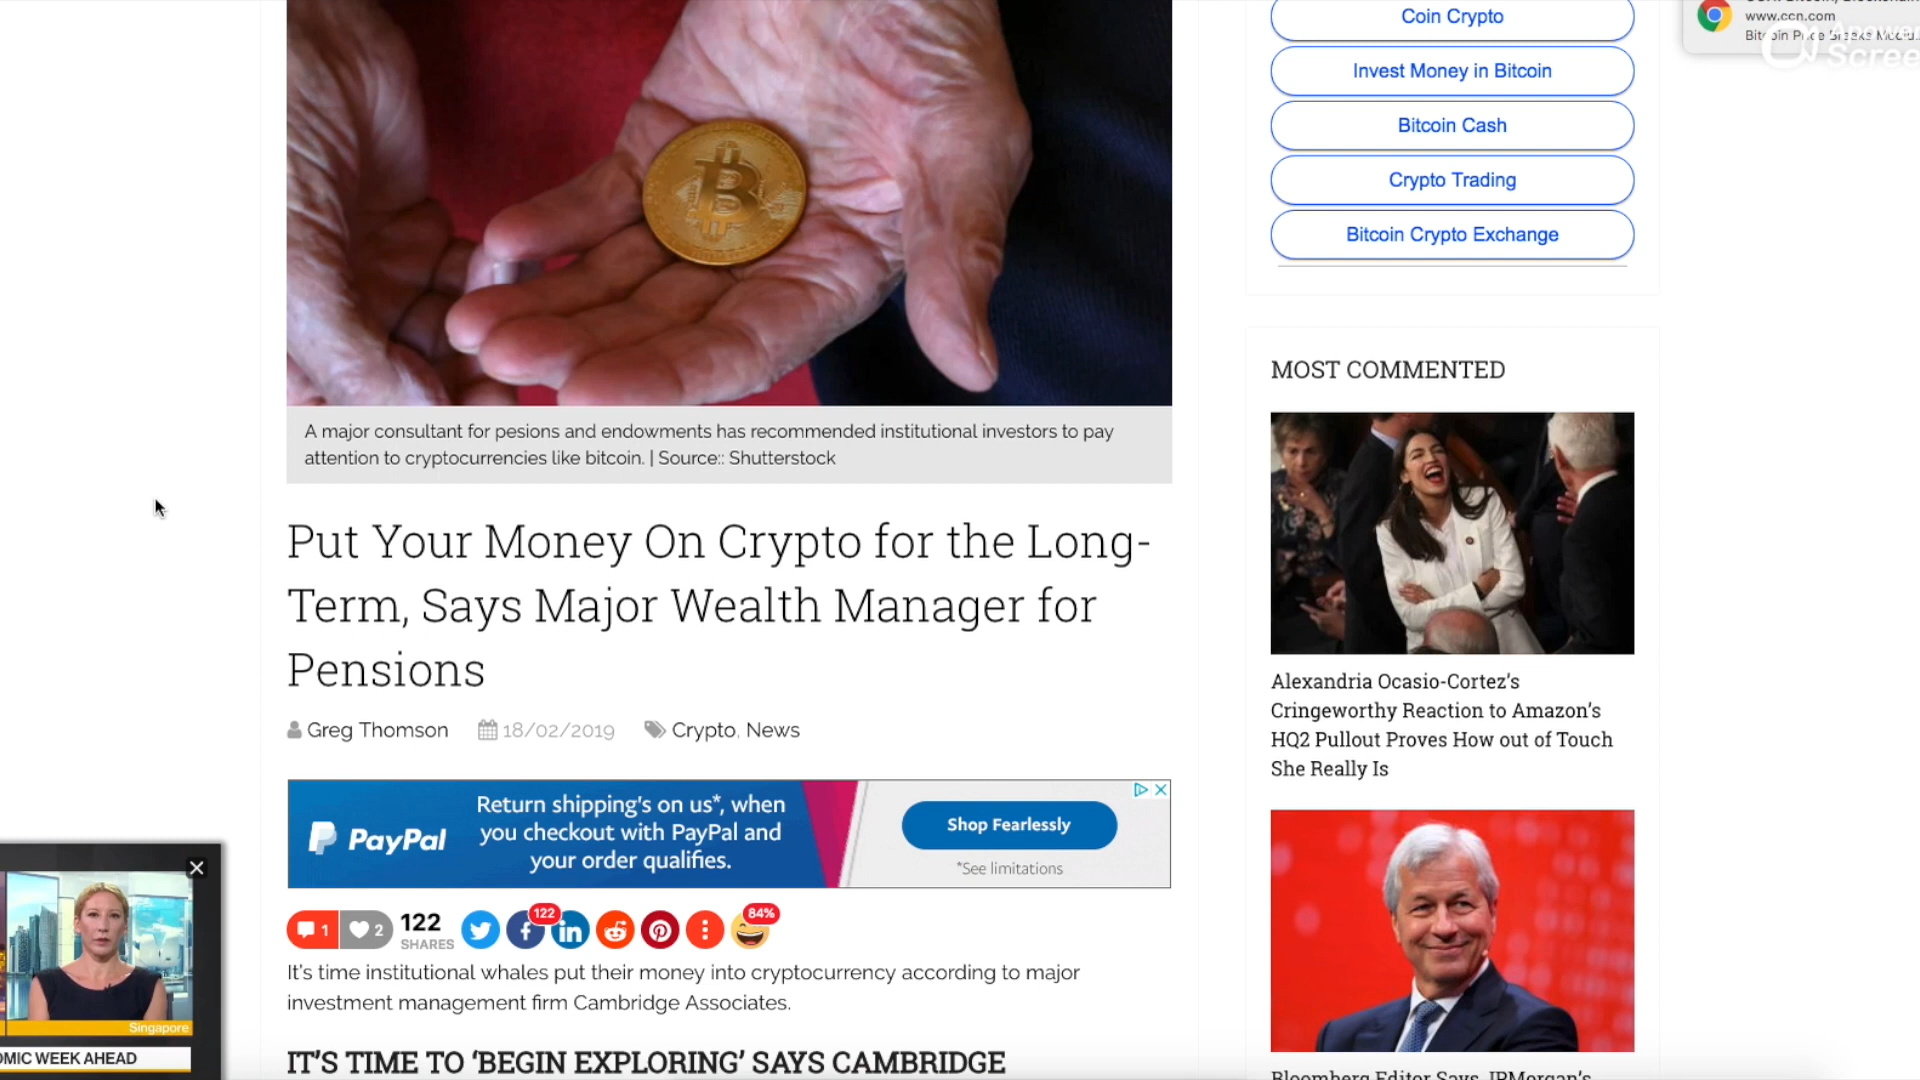 Coin Crypto
www.ccn.com
Invest Money in Bitcoin
Scree
Bitcoin Cash
Crypto Trading
Bitcoin Crypto Exchange
MOST COMMENTED
A major consultant for pesions and endowments has recommended institutional investors to pay
attention to cryptocurrencies like bitcoin. | Source:: Shutterstock
Put Your Money On Crypto for the Long-
Term, Says Major Wealth Manager for
Pensions
Greg Thomson 18/02/2019 Crypto, News
Alexandria Ocasio-Cortez's
Cringeworthy Reaction to Amazon's
HQ2 Pullout Proves How out of Touch
She Really Is
PayPal
Return shipping's on us*, when
you checkout with PayPal and
your order qualifies.
Shop Fearlessly
*See limitations
1 2 122 SHARES 122 84%
It's time institutional whales put their money into cryptocurrency according to major
investment management firm Cambridge Associates.
IT'S TIME TO 'BEGIN EXPLORING' SAYS CAMBRIDGE
Singapore
OMIC WEEK AHEAD
Bloomberg Editor Says JPMorgan's